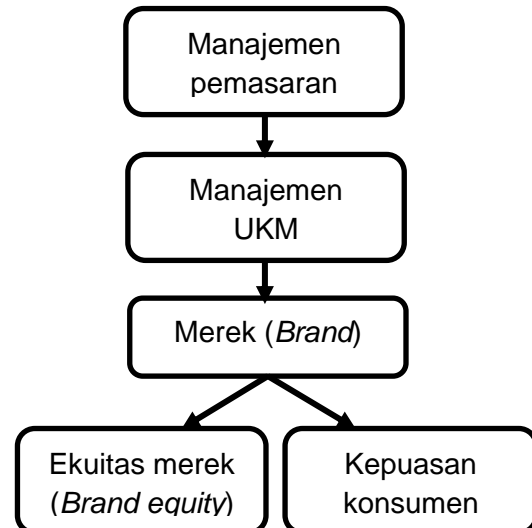 Manajemen
pemasaran
Manajemen
UKM
Merek (Brand)
Ekuitas merek
(Brand equity)
Kepuasan
konsumen